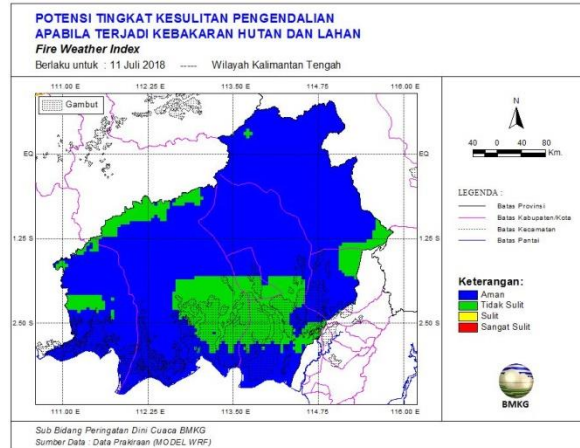 POTENSI TINGKAT KESULITAN PENGENDALIAN
APABILA TERJADI KEBAKARAN HUTAN DAN LAHAN
Fire Weather Index
Berlaku untuk : 11 Juli 2018 ----- Wilayah Kalimantan Tengah
111.00 E 112.25 E 113.50 E 114.75 E 116.00 E
Gambut
EQ EQ
1.25 S 1.25 S
2.50 S 2.50 S
111.00 E 112.25 E 113.50 E 114.75 E 116.00 E
N
40 0 40 80
Km.
LEGENDA :
Batas Provinsi
Batas Kabupaten/Kota
Batas Kecamatan
Batas Pantai
Keterangan:
Aman
Tidak Sulit
Sulit
Sangat Sulit
BMKG
Sub Bidang Peringatan Dini Cuaca BMKG
Sumber Data : Data Prakiraan (MODEL WRF)